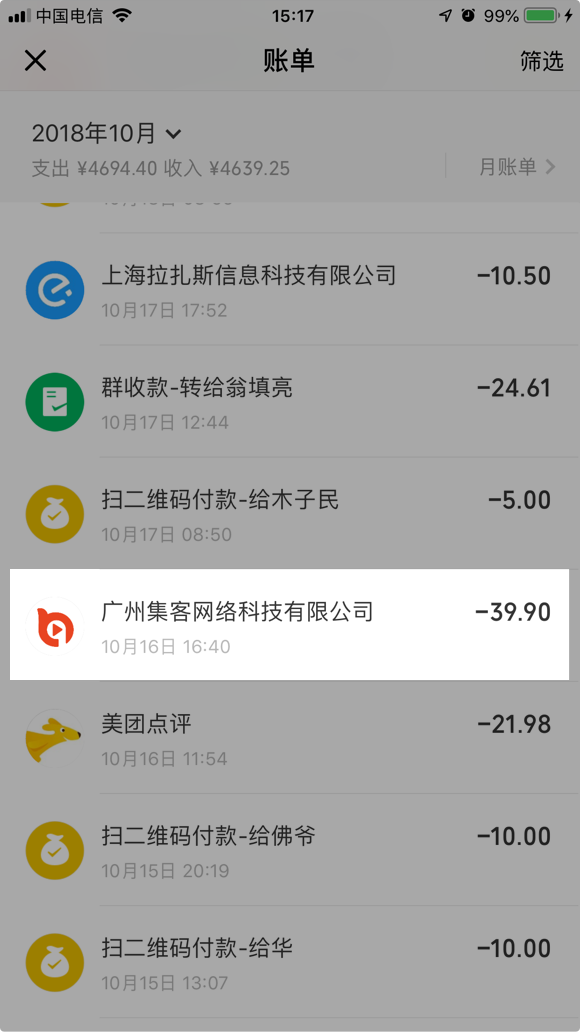 中国电信 15:17 99%
账单 筛选
2018年10月
支出 ¥4694.40 收入 ¥4639.25 月账单
上海拉扎斯信息科技有限公司 -10.50
10月17日 17:52
群收款-转给翁填亮 -24.61
10月17日 12:44
扫二维码付款-给木子民 -5.00
10月17日 08:50
广州集客网络科技有限公司 -39.90
10月16日 16:40
美团点评 -21.98
10月16日 11:54
扫二维码付款-给佛爷 -10.00
10月15日 20:19
扫二维码付款-给华 -10.00
10月15日 13:07